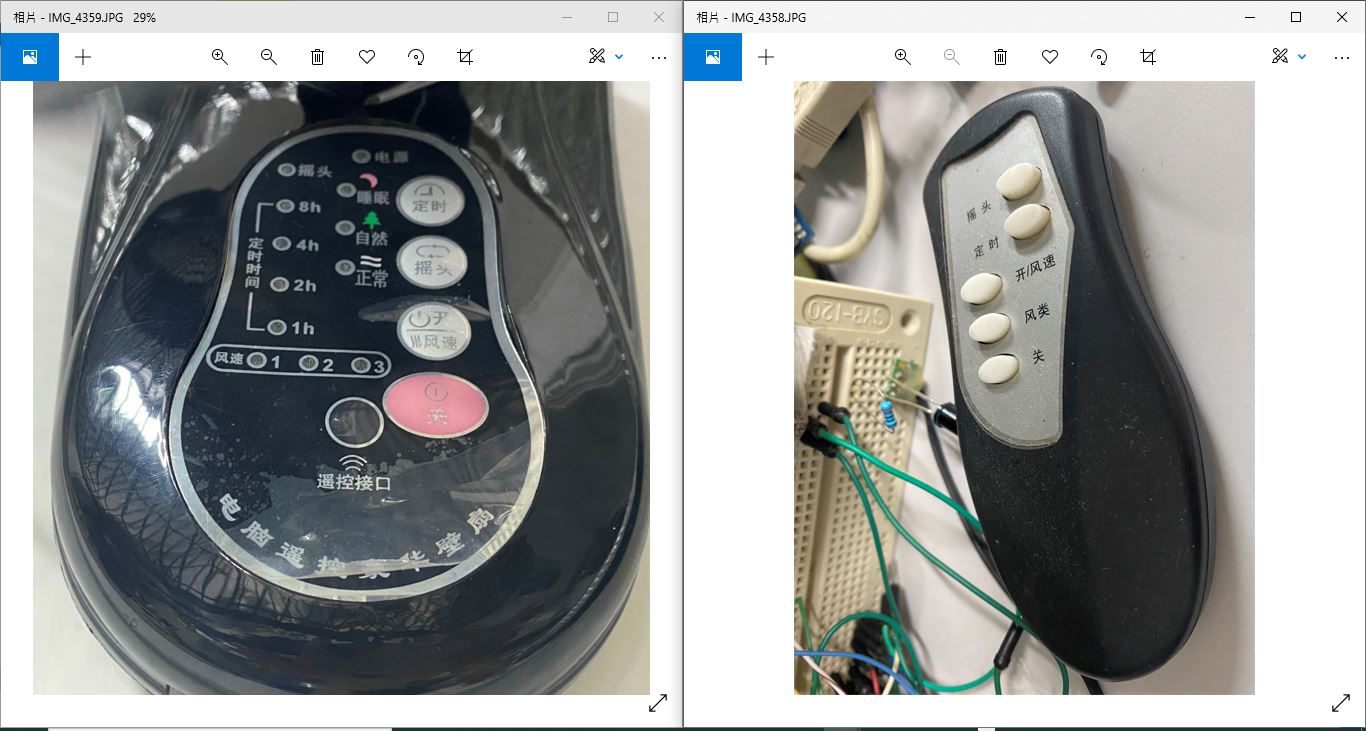 相片 - IMG_4359.JPG 29%
电源
摇头
睡眠
定时
8h
自然
4h
定时时间
摇头
正常
2h
1h
开
风速
风速 1 2 3
关
遥控接口
电脑遥控豪华壁扇
相片 - IMG_4358.JPG
摇头
定时
开/风速
风类
关
SYB-120